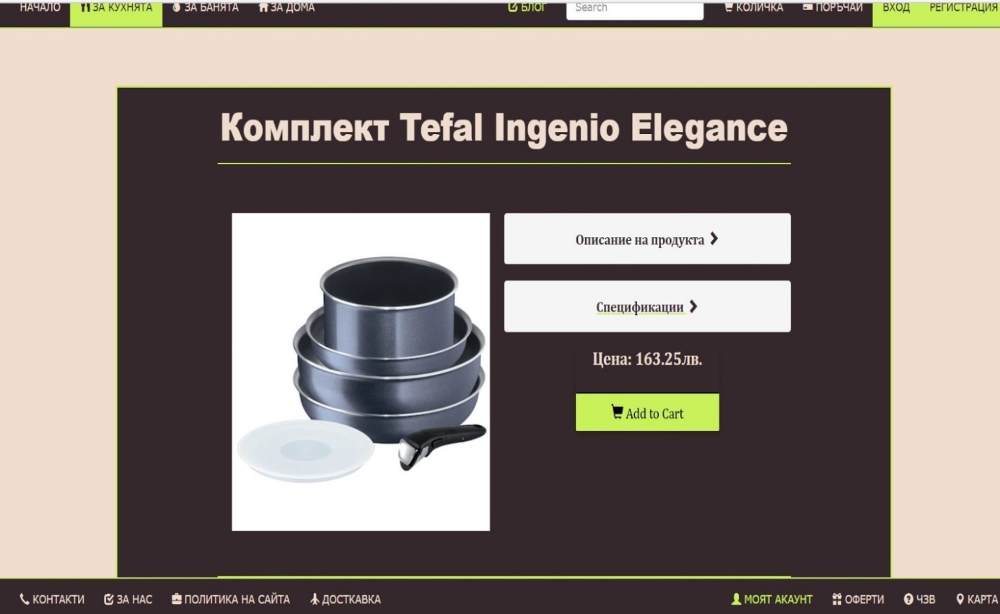 НАЧАЛО ЗА КУХНЯТА ЗА БАНЯТА ЗА ДОМА БЛОГ Search КОЛИЧКА ПОРЪЧАЙ ВХОД РЕГИСТРАЦИЯ
Комплект Tefal Ingenio Elegance
Описание на продукта
Спецификации
Цена: 163.25лв.
Add to Cart
КОНТАКТИ ЗА НАС ПОЛИТИКА НА САЙТА ДОСТКАВКА МОЯТ АКАУНТ ОФЕРТИ ЧЗВ КАРТА